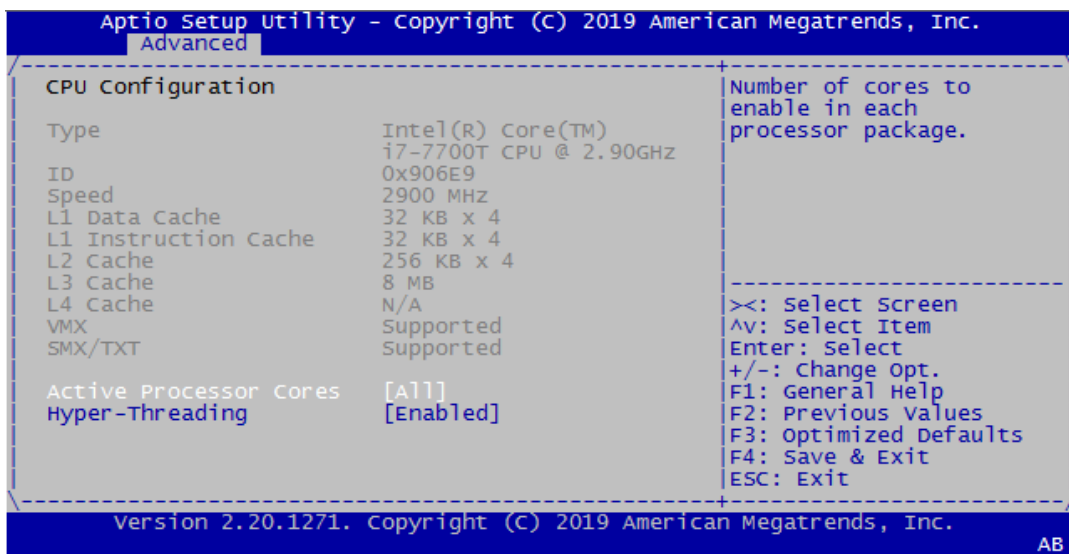 Aptio Setup Utility - Copyright (C) 2019 American Megatrends, Inc.
Advanced
CPU Configuration
Type Intel(R) Core(TM)
i7-7700T CPU @ 2.90GHz
ID 0x906E9
Speed 2900 MHz
L1 Data Cache 32 KB x 4
L1 Instruction Cache 32 KB x 4
L2 Cache 256 KB x 4
L3 Cache 8 MB
L4 Cache N/A
VMX Supported
SMX/TXT Supported
Active Processor Cores [All]
Hyper-Threading [Enabled]
Number of cores to
enable in each
processor package.
><: Select Screen
^v: Select Item
Enter: Select
+/-: Change Opt.
F1: General Help
F2: Previous Values
F3: Optimized Defaults
F4: Save & Exit
ESC: Exit
Version 2.20.1271. Copyright (C) 2019 American Megatrends, Inc.
AB